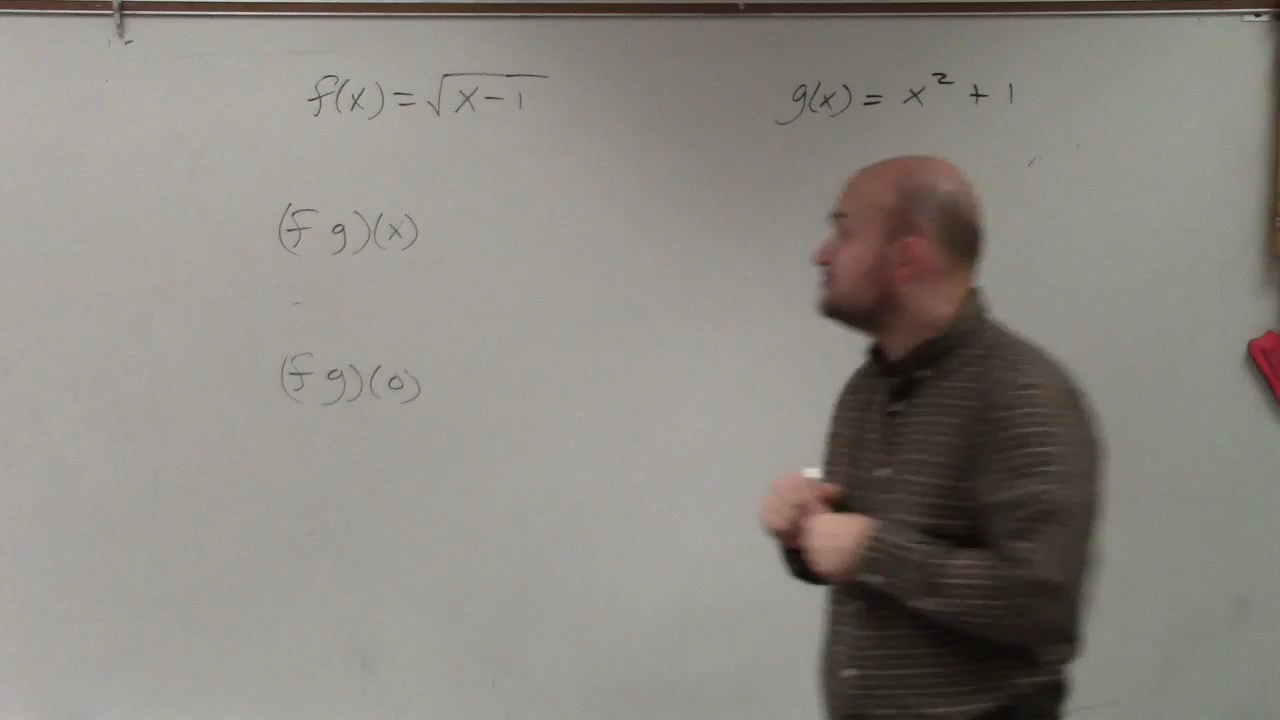 f(x) = √(x-1) g(x) = x² + 1
(f g)(x)
(f g)(0)